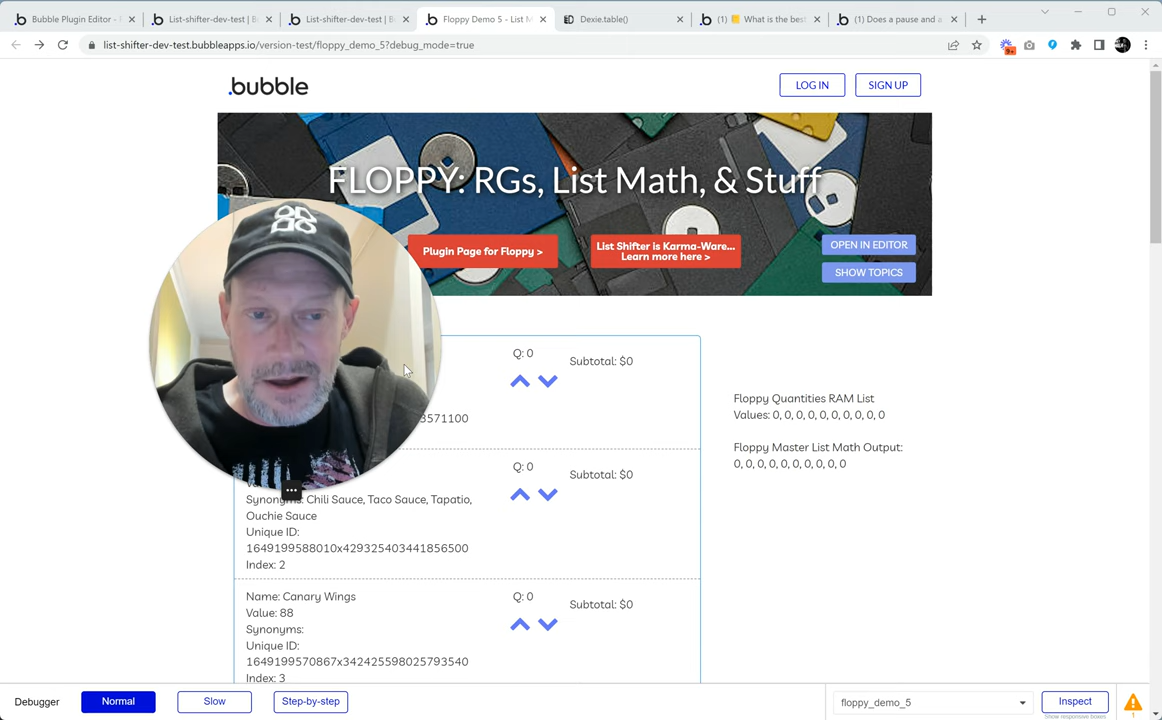 Bubble Plugin Editor -
List-shifter-dev-test | B
List-shifter-dev-test | B
Floppy Demo 5 - List M
Dexie.table()
(1) 📒 What is the bes
(1) Does a pause and a
list-shifter-dev-test.bubbleapps.io/version-test/floppy_demo_5?debug_mode=true
9+
.bubble
LOG IN
SIGN UP
FLOPPY: RGs, List Math, & Stuff
Plugin Page for Floppy >
List Shifter is Karma-Ware...
Learn more here >
OPEN IN EDITOR
SHOW TOPICS
Q: 0
Subtotal: $0
3571100
Q: 0
Subtotal: $0
Synonyms: Chili Sauce, Taco Sauce, Tapatio,
Ouchie Sauce
Unique ID:
1649199588010x429325403441856500
Index: 2
Name: Canary Wings
Value: 88
Synonyms:
Unique ID:
1649199570867x342425598025793540
Index: 3
Q: 0
Subtotal: $0
Floppy Quantities RAM List
Values: 0, 0, 0, 0, 0, 0, 0, 0, 0, 0
Floppy Master List Math Output:
0, 0, 0, 0, 0, 0, 0, 0, 0, 0
Debugger
Normal
Slow
Step-by-step
floppy_demo_5
Inspect
Show responsive boxes